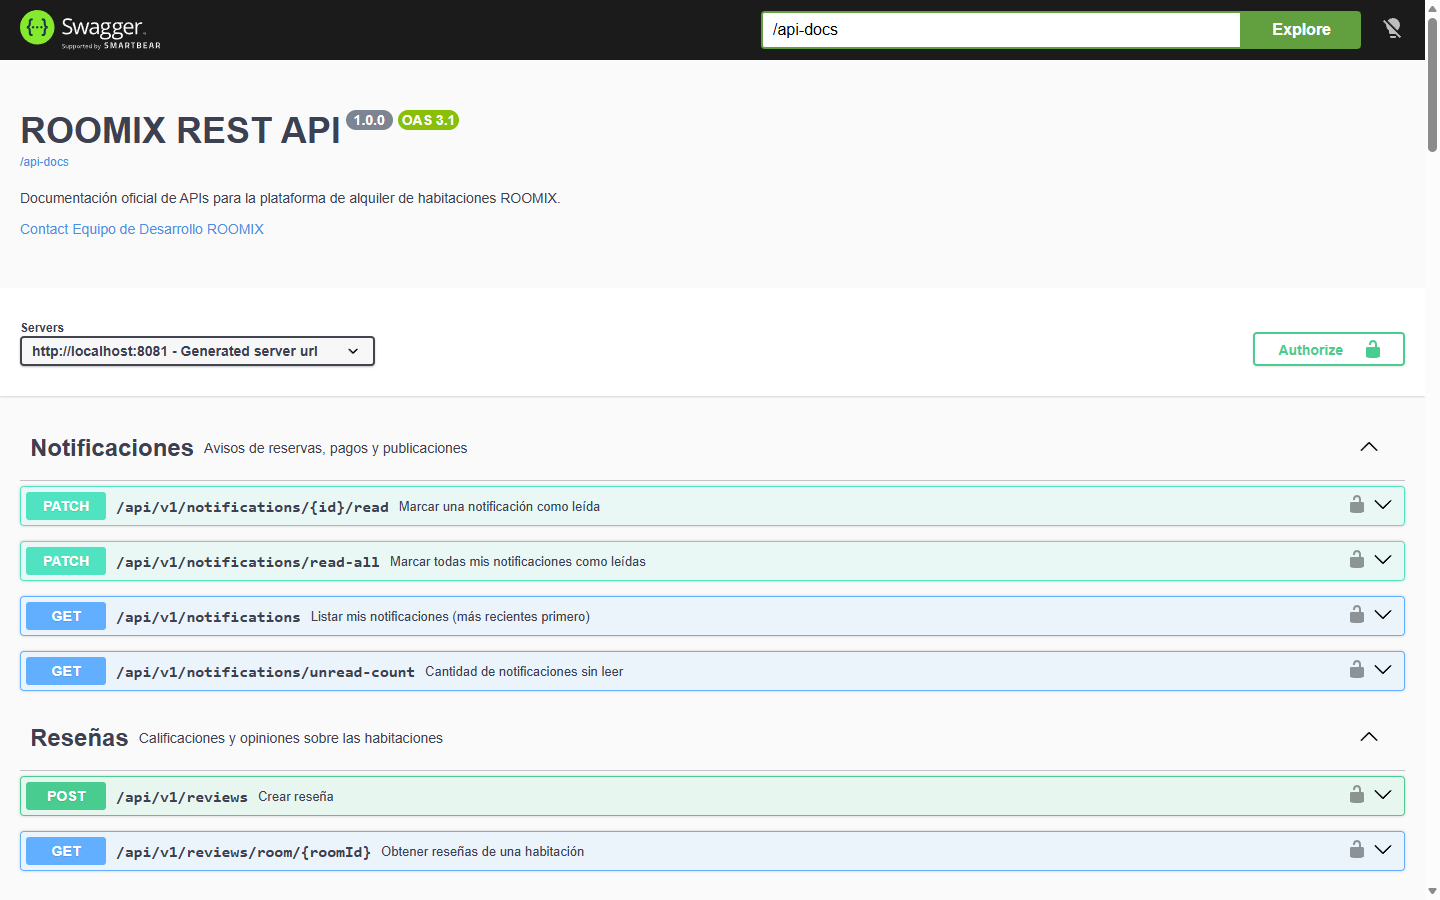 Swagger
Supported by SMARTBEAR
/api-docs
Explore
ROOMIX REST API 1.0.0 OAS 3.1
/api-docs
Documentación oficial de APIs para la plataforma de alquiler de habitaciones ROOMIX.
Contact Equipo de Desarrollo ROOMIX
Servers
http://localhost:8081 - Generated server url
Authorize
Notificaciones Avisos de reservas, pagos y publicaciones
PATCH /api/v1/notifications/{id}/read Marcar una notificación como leída
PATCH /api/v1/notifications/read-all Marcar todas mis notificaciones como leídas
GET /api/v1/notifications Listar mis notificaciones (más recientes primero)
GET /api/v1/notifications/unread-count Cantidad de notificaciones sin leer
Reseñas Calificaciones y opiniones sobre las habitaciones
POST /api/v1/reviews Crear reseña
GET /api/v1/reviews/room/{roomId} Obtener reseñas de una habitación